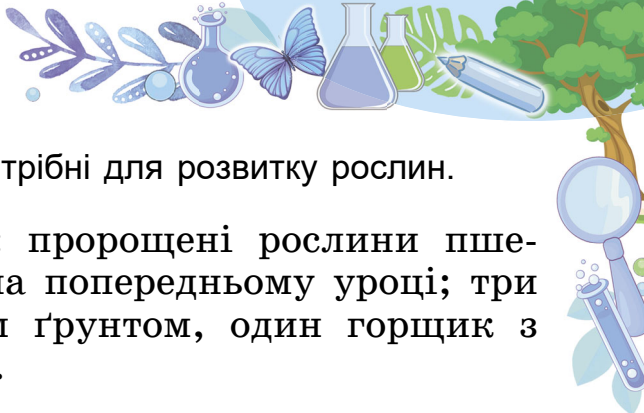 трібні для розвитку рослин.
пророщені рослини пше-
на попередньому уроці; три
ґрунтом, один горщик з